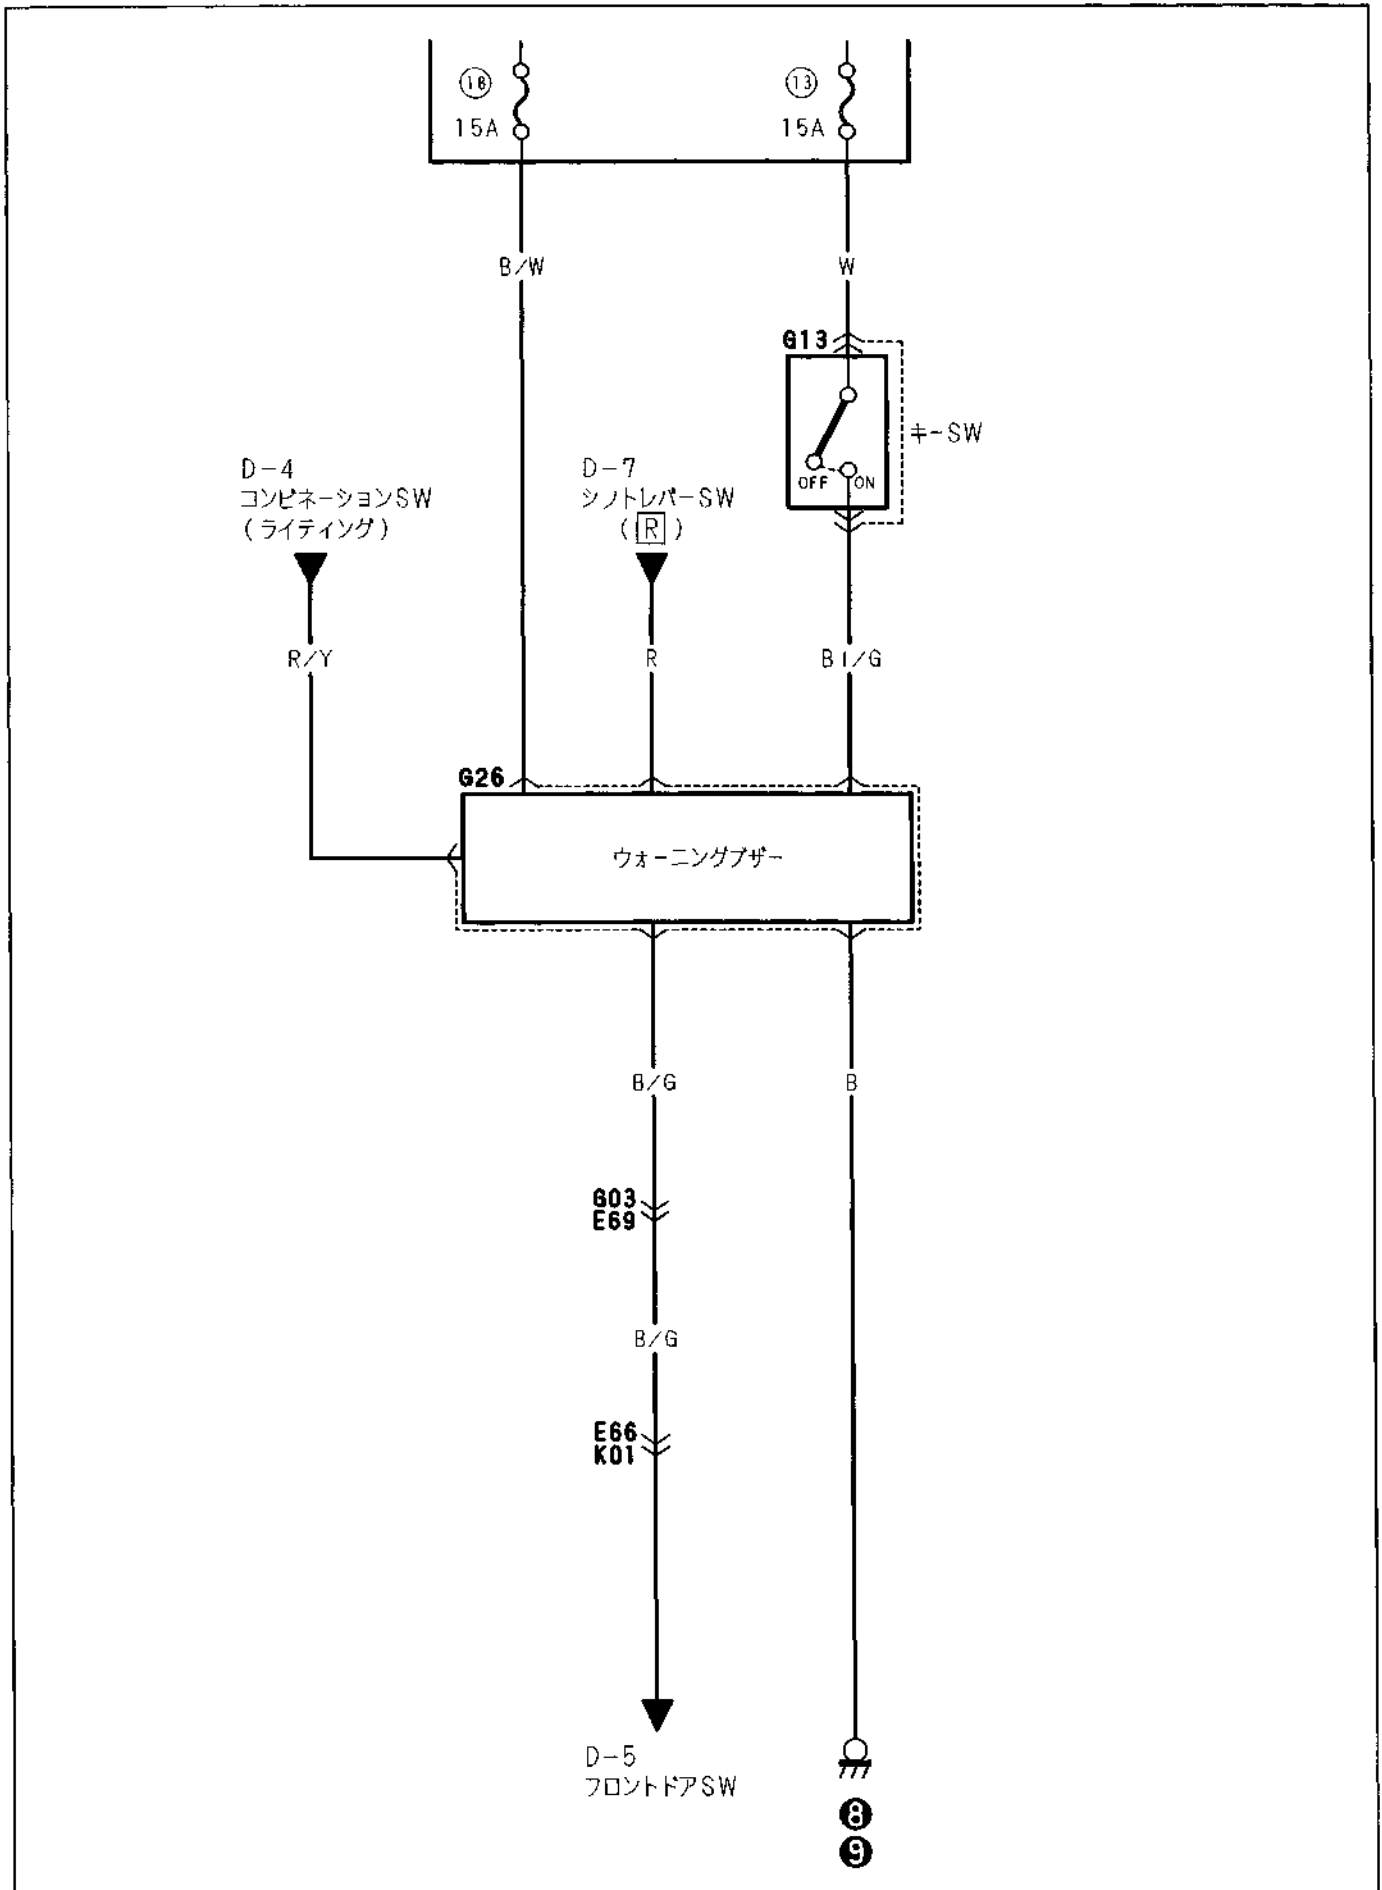 18
13
15A
15A
B/W
W
G13
キーSW
OFF
ON
D-4
コンビネーションSW
(ライティング)
D-7
シフトレバーSW
(R)
R/Y
R
Bl/G
G26
ウォーニングブザー
B/G
B
G03
E69
B/G
E66
K01
D-5
フロントドアSW
8
9